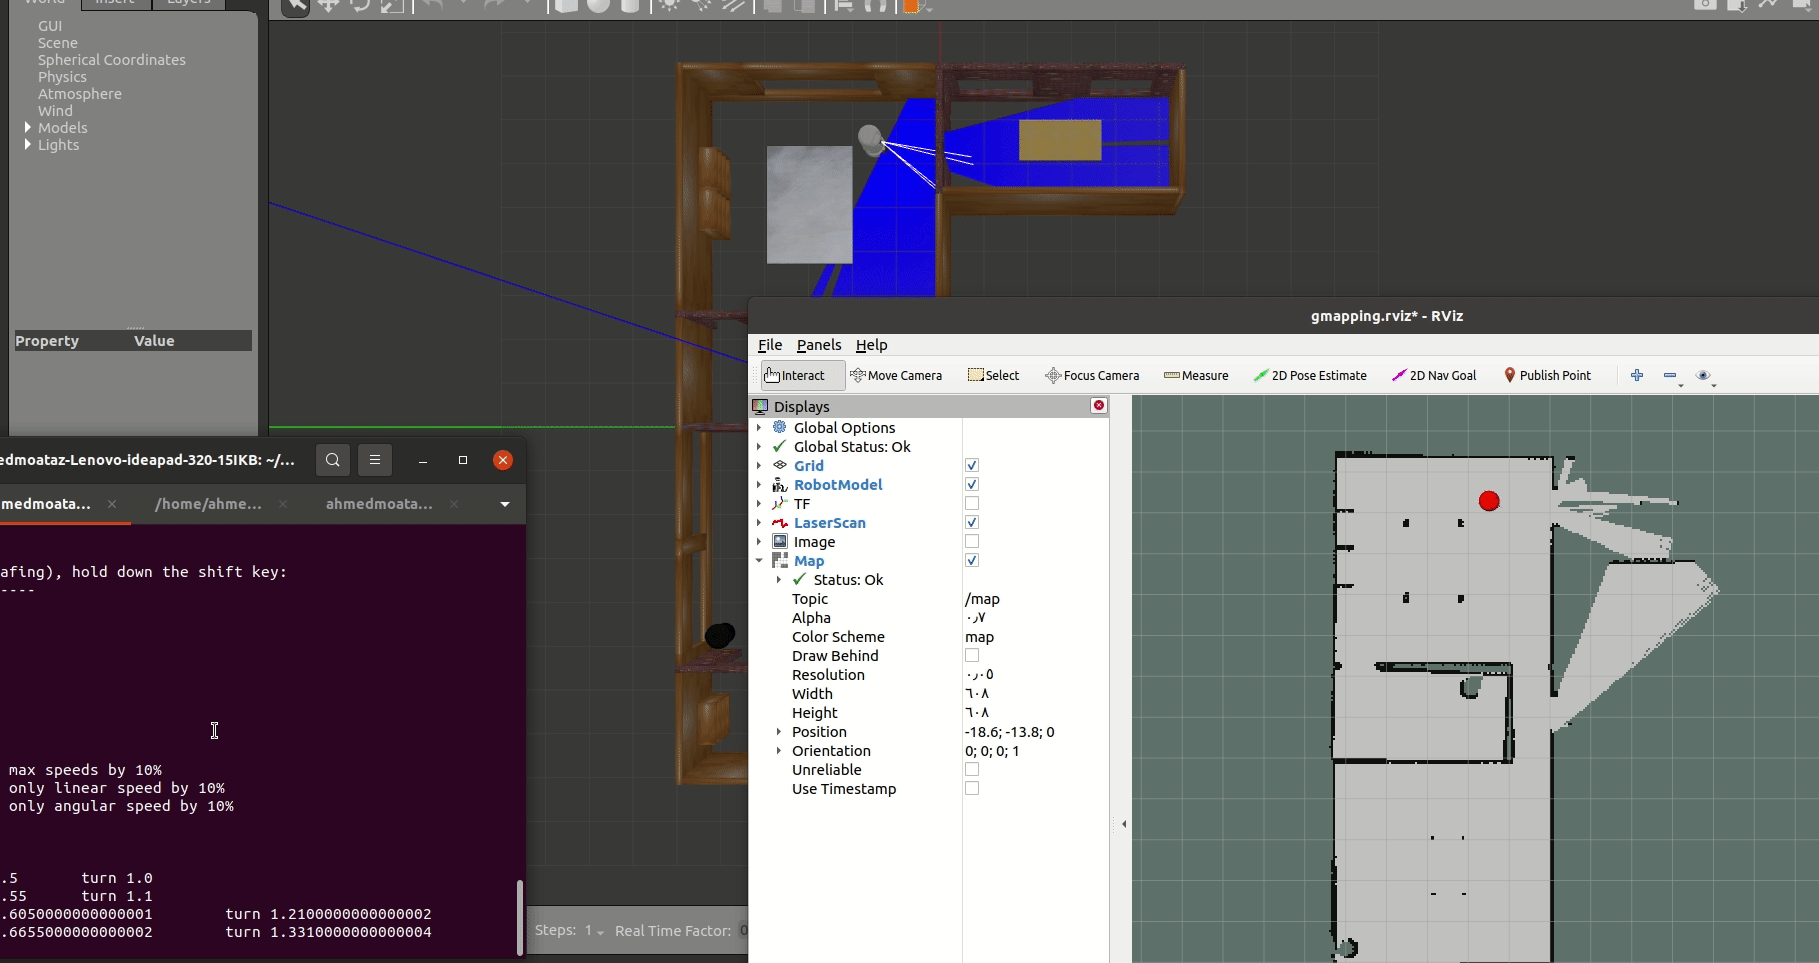 World Insert Layers
GUI
Scene
Spherical Coordinates
Physics
Atmosphere
Wind
Models
Lights
Property Value
edmoataz-Lenovo-ideapad-320-15IKB: ~/...
medmoata... /home/ahme... ahmedmoata...
afing), hold down the shift key:
----
max speeds by 10%
only linear speed by 10%
only angular speed by 10%
.5 turn 1.0
.55 turn 1.1
.6050000000000001 turn 1.2100000000000002
.6655000000000002 turn 1.3310000000000004
Steps: 1 Real Time Factor: 0
gmapping.rviz* - RViz
File Panels Help
Interact Move Camera Select Focus Camera Measure 2D Pose Estimate 2D Nav Goal Publish Point
Displays
Global Options
Global Status: Ok
Grid
RobotModel
TF
LaserScan
Image
Map
Status: Ok
Topic /map
Alpha ٠٫٧
Color Scheme map
Draw Behind
Resolution ٠٫٠٥
Width ٦٠٨
Height ٦٠٨
Position -18.6; -13.8; 0
Orientation 0; 0; 0; 1
Unreliable
Use Timestamp